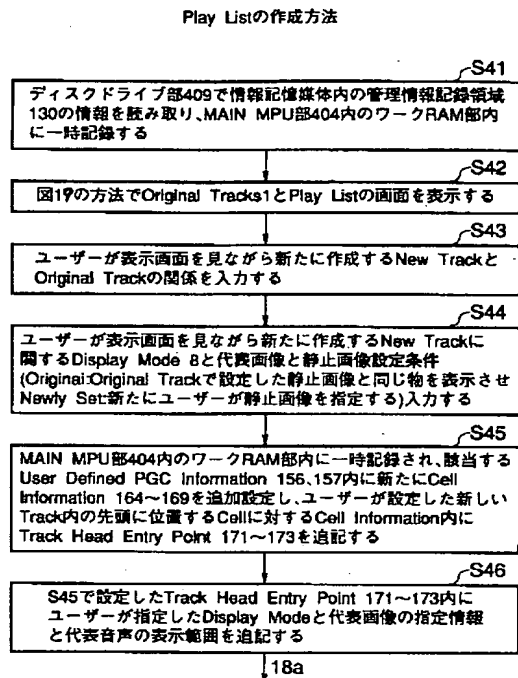 Play Listの作成方法
S41
ディスクドライブ部409で情報記憶媒体内の管理情報記録領域
130の情報を読み取り、MAIN MPU部404内のワークRAM部内
に一時記録する
S42
図19の方法でOriginal Tracks1とPlay Listの画面を表示する
S43
ユーザーが表示画面を見ながら新たに作成するNew Trackと
Original Trackの関係を入力する
S44
ユーザーが表示画面を見ながら新たに作成するNew Trackに
関するDisplay Mode 8と代表画像と静止画像設定条件
(Original:Original Trackで設定した静止画像と同じ物を表示させ
Newly Set:新たにユーザーが静止画像を指定する)入力する
S45
MAIN MPU部404内のワークRAM部内に一時記録され、該当する
User Defined PGC Information 156、157内に新たにCell
Information 164〜169を追加設定し、ユーザーが設定した新しい
Track内の先頭に位置するCellに対するCell Information内に
Track Head Entry Point 171〜173を追記する
S46
S45で設定したTrack Head Entry Point 171〜173内に
ユーザーが指定したDisplay Modeと代表画像の指定情報
と代表音声の表示範囲を追記する
18a